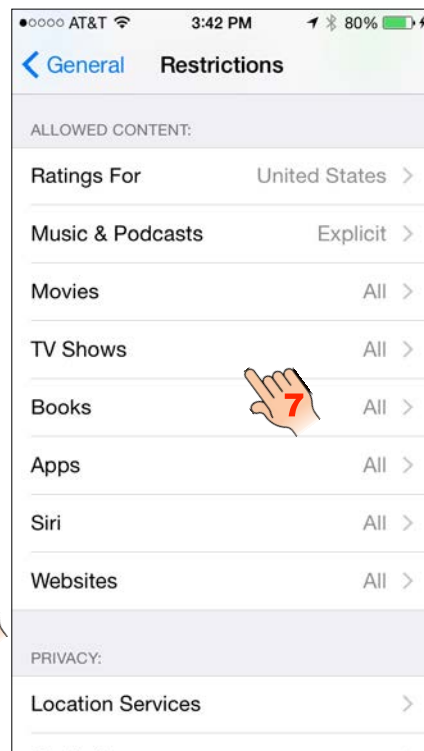 AT&T 3:42 PM 80%
General Restrictions
ALLOWED CONTENT:
Ratings For United States
Music & Podcasts Explicit
Movies All
TV Shows All
Books 7 All
Apps All
Siri All
Websites All
PRIVACY:
Location Services